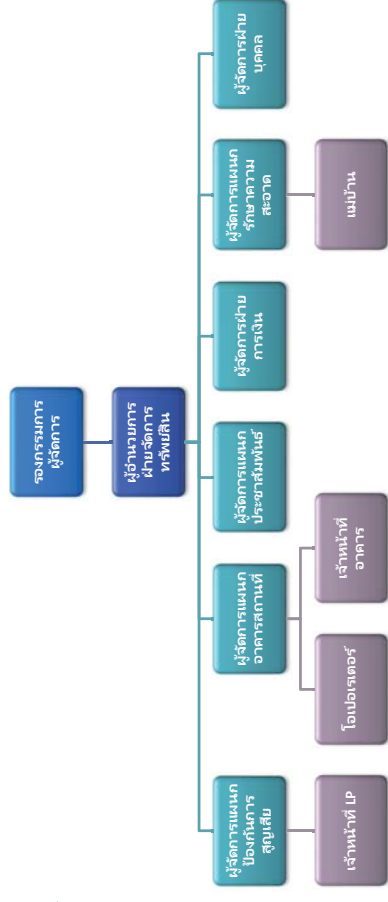 รองกรรมการ
ผู้จัดการ
ผู้อำนวยการ
ฝ่ายจัดการ
ทรัพย์สิน
ผู้จัดการแผนก
ป้องกันการ
สูญเสีย
ผู้จัดการแผนก
อาคารสถานที่
ผู้จัดการแผนก
ประชาสัมพันธ์
ผู้จัดการฝ่าย
การเงิน
ผู้จัดการแผนก
รักษาความ
สะอาด
ผู้จัดการฝ่าย
บุคคล
เจ้าหน้าที่ LP
โอเปอเรเตอร์
เจ้าหน้าที่
อาคาร
แม่บ้าน